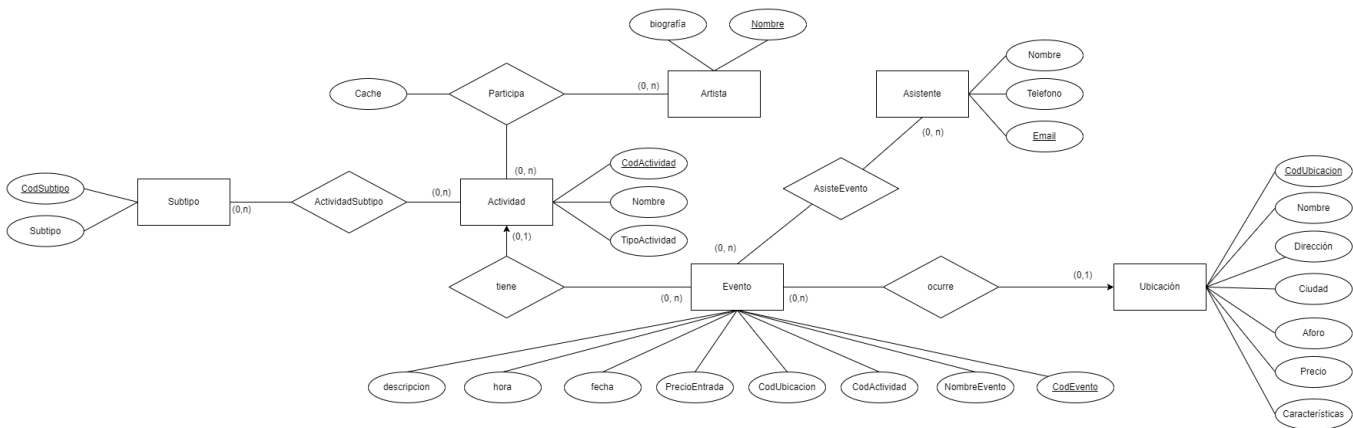 biografía
Nombre
Cache
Participa
(0, n)
Artista
Asistente
Nombre
Telefono
Email
(0, n)
(0, n)
CodSubtipo
Subtipo
Subtipo
(0,n)
ActividadSubtipo
(0,n)
Actividad
CodActividad
Nombre
TipoActividad
(0,1)
AsisteEvento
(0, n)
tiene
(0, n)
Evento
(0,n)
ocurre
(0,1)
Ubicación
CodUbicacion
Nombre
Dirección
Ciudad
Aforo
Precio
Características
descripcion
hora
fecha
PrecioEntrada
CodUbicacion
CodActividad
NombreEvento
CodEvento